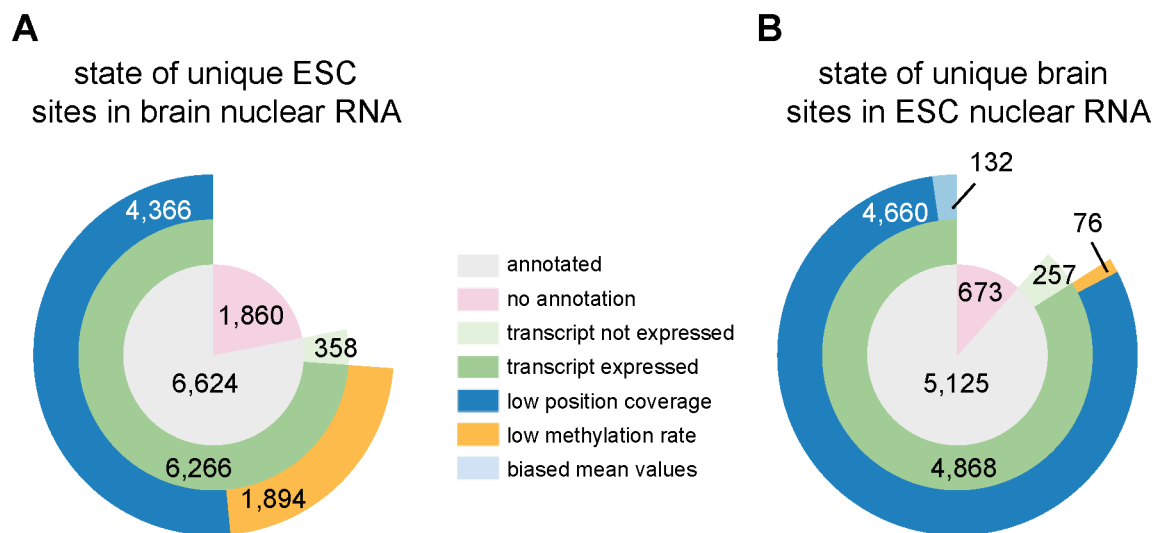 A
state of unique ESC
sites in brain nuclear RNA
4,366
1,860
358
6,624
6,266
1,894
annotated
no annotation
transcript not expressed
transcript expressed
low position coverage
low methylation rate
biased mean values
B
state of unique brain
sites in ESC nuclear RNA
132
4,660
76
257
673
5,125
4,868